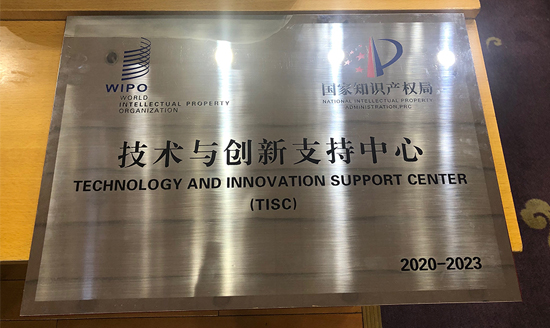 WIPO
WORLD
INTELLECTUAL PROPERTY
ORGANIZATION
国家知识产权局
NATIONAL INTELLECTUAL PROPERTY
ADMINISTRATION,PRC
技术与创新支持中心
TECHNOLOGY AND INNOVATION SUPPORT CENTER
(TISC)
2020-2023